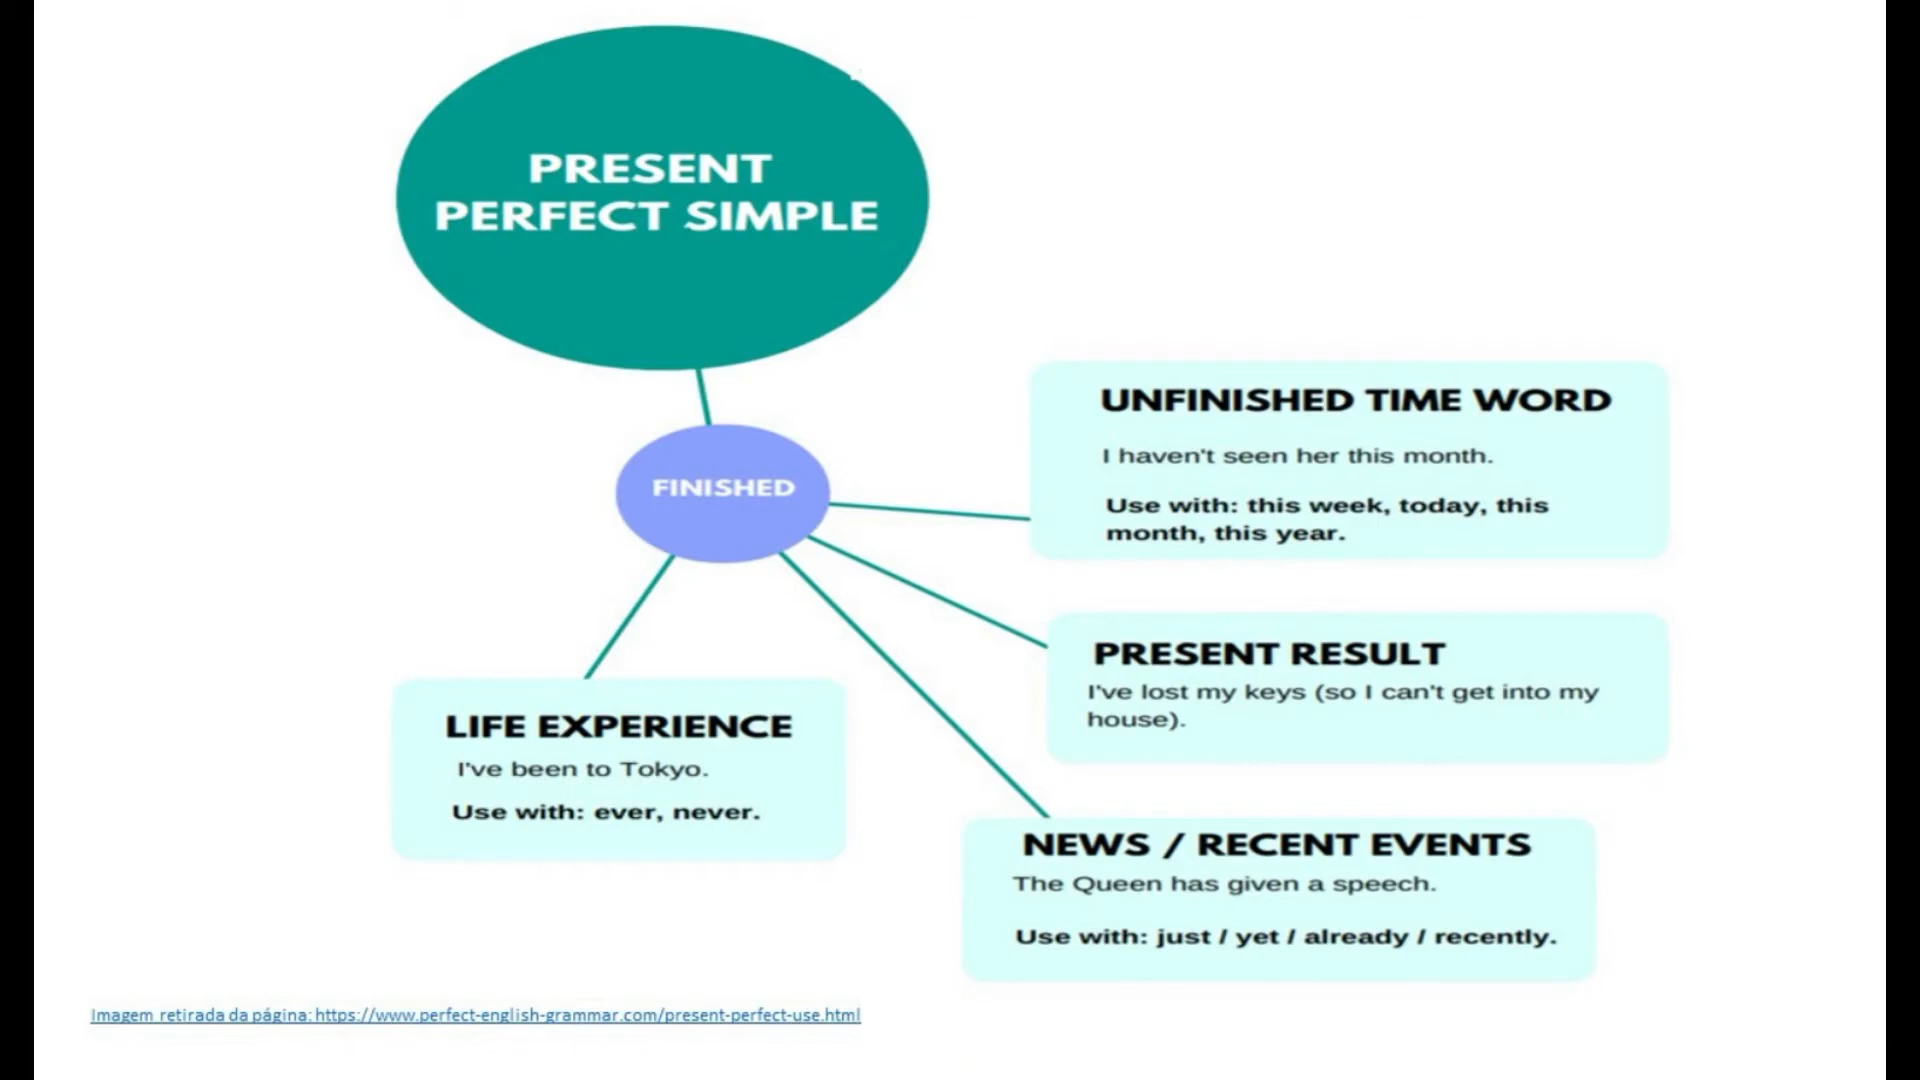 PRESENT
PERFECT SIMPLE
FINISHED
UNFINISHED TIME WORD
I haven't seen her this month.
Use with: this week, today, this
month, this year.
PRESENT RESULT
I've lost my keys (so I can't get into my
house).
LIFE EXPERIENCE
I've been to Tokyo.
Use with: ever, never.
NEWS / RECENT EVENTS
The Queen has given a speech.
Use with: just / yet / already / recently.
Imagem retirada da página: https://www.perfect-english-grammar.com/present-perfect-use.html